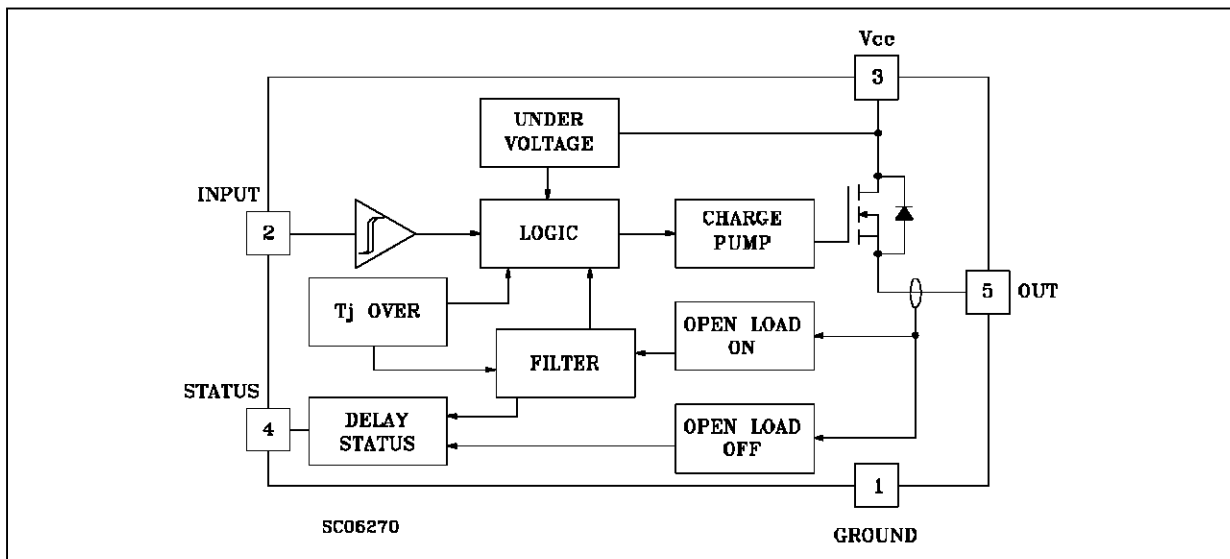 Vcc
3
UNDER
VOLTAGE
INPUT
2
LOGIC
CHARGE
PUMP
Tj OVER
5
OUT
OPEN LOAD
ON
FILTER
STATUS
4
DELAY
STATUS
OPEN LOAD
OFF
1
SC06270
GROUND